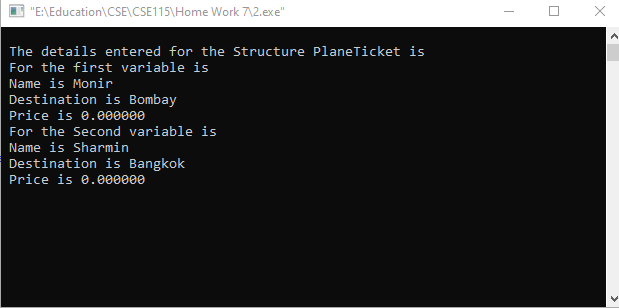 "E:\Education\CSE\CSE115\Home Work 7\2.exe"
The details entered for the Structure PlaneTicket is
For the first variable is
Name is Monir
Destination is Bombay
Price is 0.000000
For the Second variable is
Name is Sharmin
Destination is Bangkok
Price is 0.000000